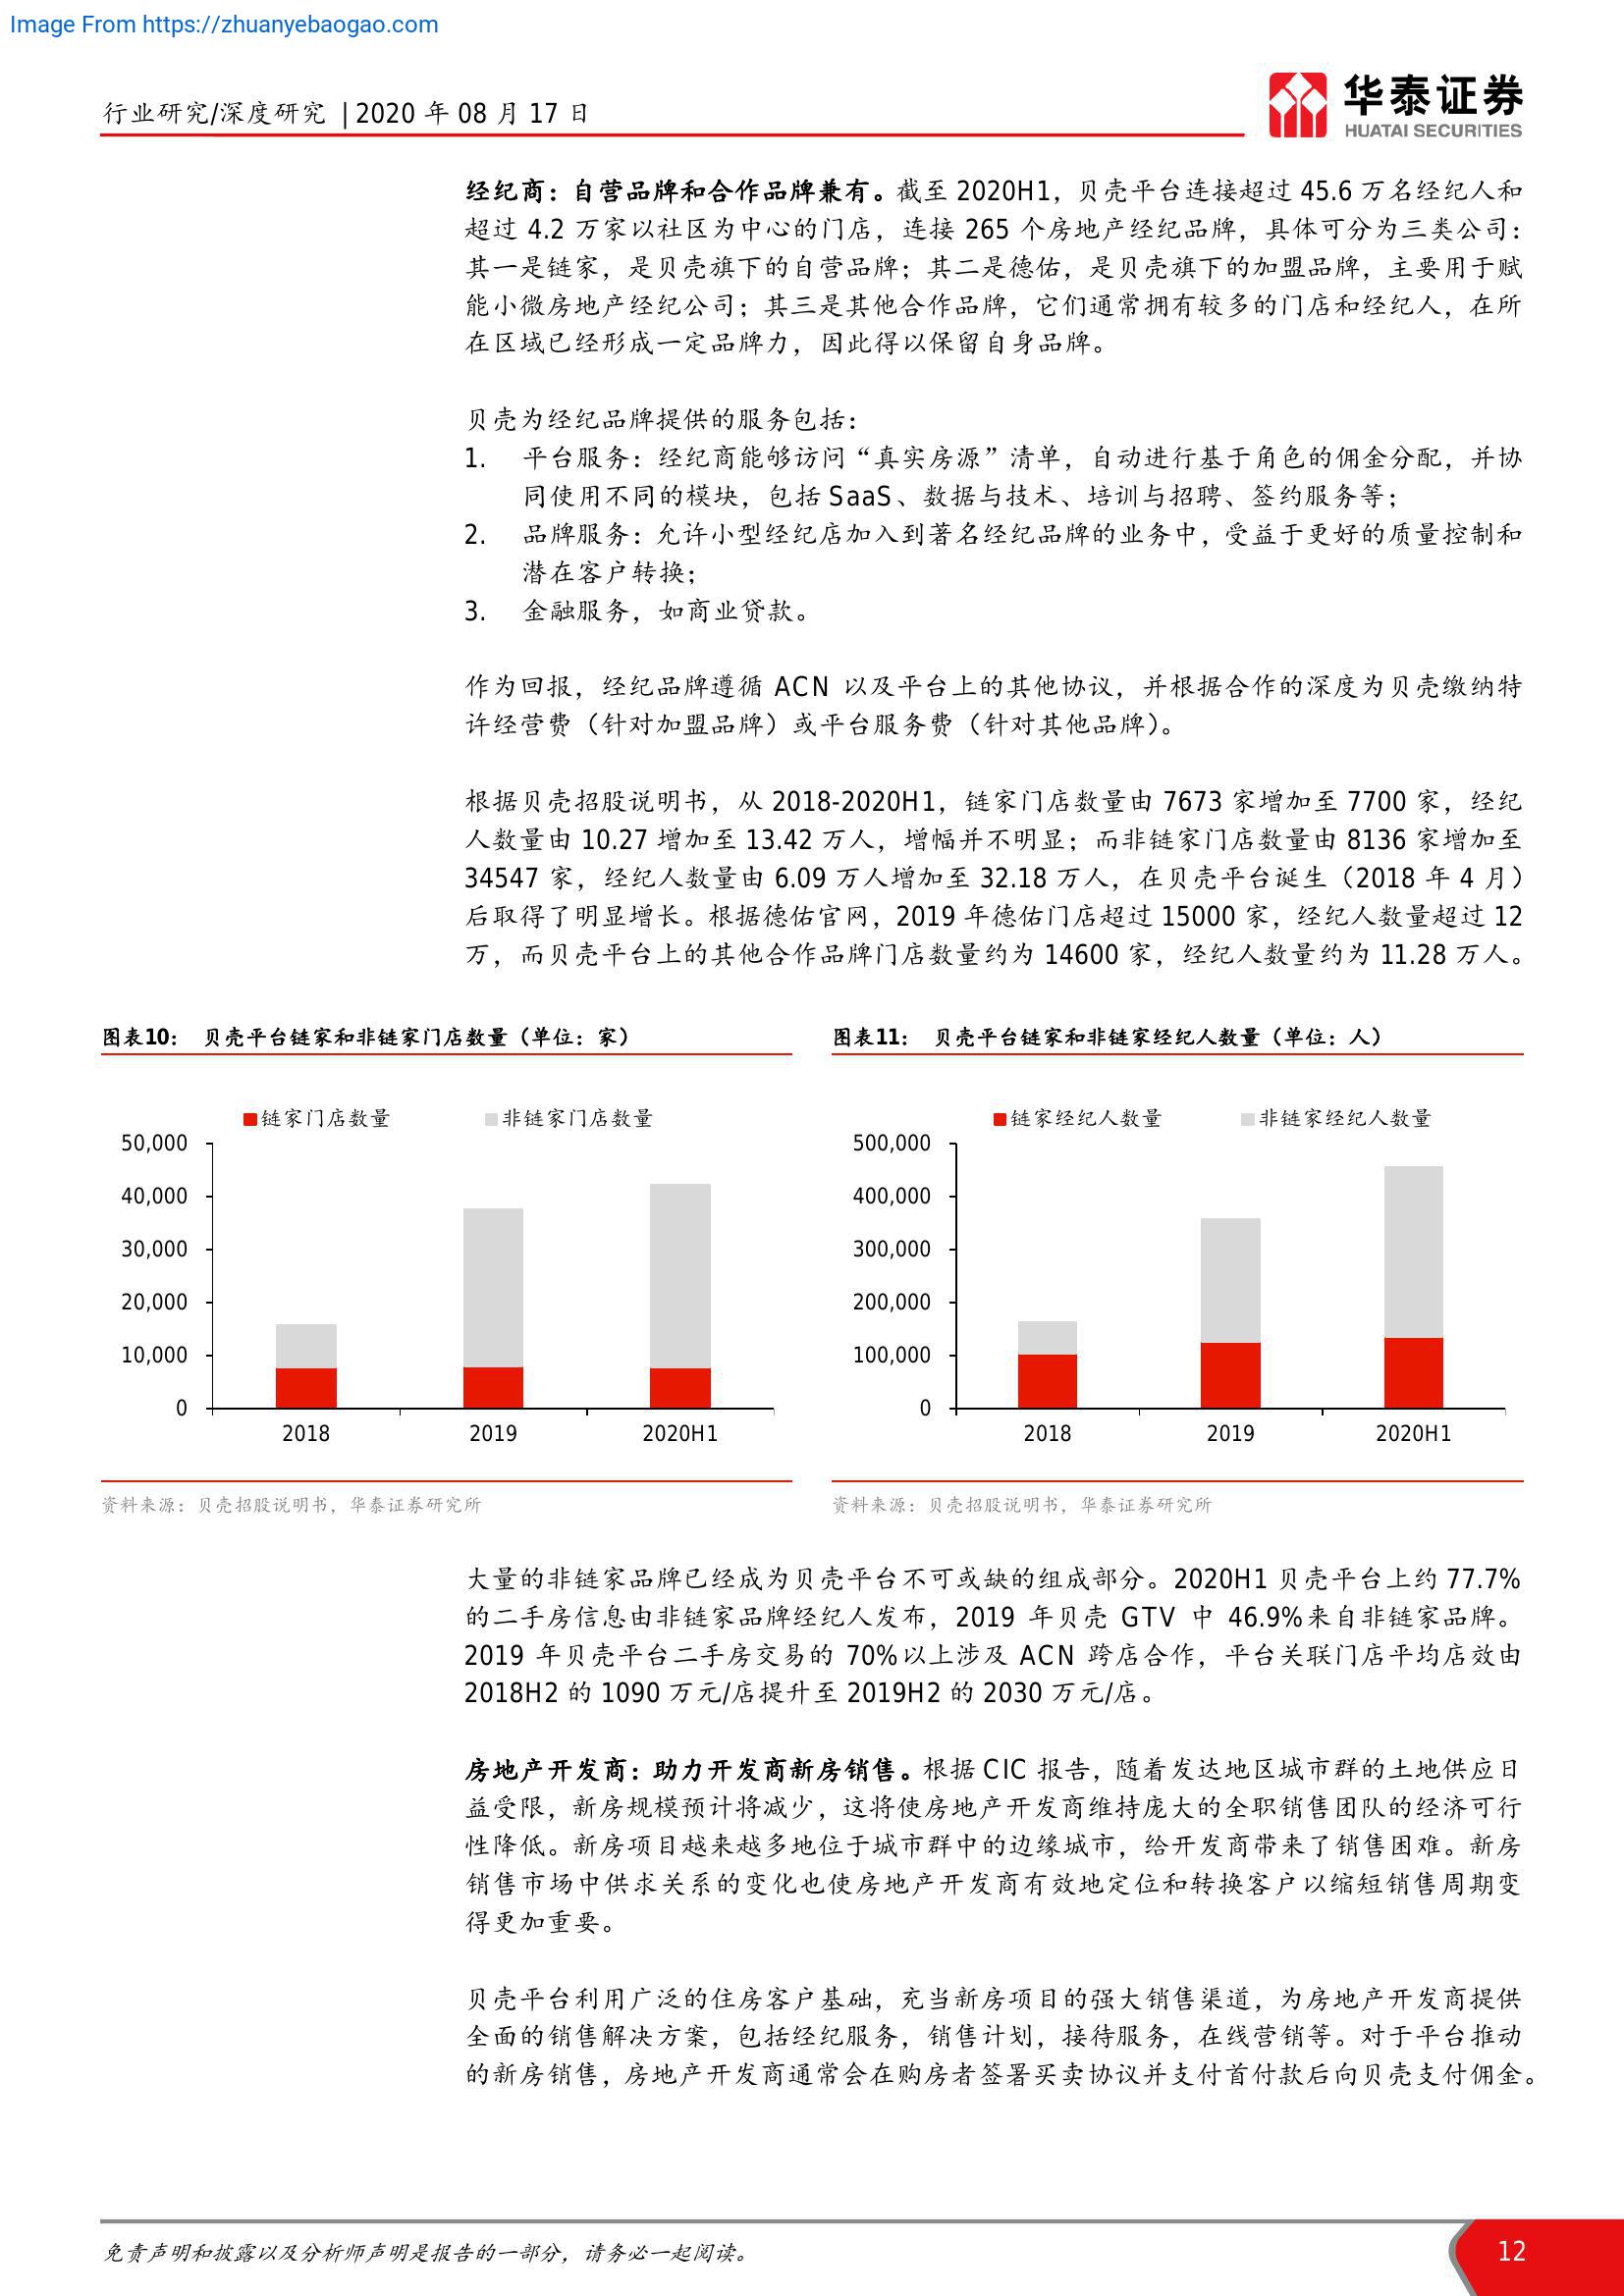 Image From https://zhuanyebaogao.com
行业研究/深度研究 | 2020 年 08 月 17 日
华泰证券
HUATAI SECURITIES
经纪商：自营品牌和合作品牌兼有。截至 2020H1，贝壳平台连接超过 45.6 万名经纪人和
超过 4.2 万家以社区为中心的门店，连接 265 个房地产经纪品牌，具体可分为三类公司：
其一是链家，是贝壳旗下的自营品牌；其二是德佑，是贝壳旗下的加盟品牌，主要用于赋
能小微房地产经纪公司；其三是其他合作品牌，它们通常拥有较多的门店和经纪人，在所
在区域已经形成一定品牌力，因此得以保留自身品牌。
贝壳为经纪品牌提供的服务包括：
1. 平台服务：经纪商能够访问“真实房源”清单，自动进行基于角色的佣金分配，并协
同使用不同的模块，包括 SaaS、数据与技术、培训与招聘、签约服务等；
2. 品牌服务：允许小型经纪店加入到著名经纪品牌的业务中，受益于更好的质量控制和
潜在客户转换；
3. 金融服务，如商业贷款。
作为回报，经纪品牌遵循 ACN 以及平台上的其他协议，并根据合作的深度为贝壳缴纳特
许经营费（针对加盟品牌）或平台服务费（针对其他品牌）。
根据贝壳招股说明书，从 2018-2020H1，链家门店数量由 7673 家增加至 7700 家，经纪
人数量由 10.27 增加至 13.42 万人，增幅并不明显；而非链家门店数量由 8136 家增加至
34547 家，经纪人数量由 6.09 万人增加至 32.18 万人，在贝壳平台诞生（2018 年 4 月）
后取得了明显增长。根据德佑官网，2019 年德佑门店超过 15000 家，经纪人数量超过 12
万，而贝壳平台上的其他合作品牌门店数量约为 14600 家，经纪人数量约为 11.28 万人。
图表10： 贝壳平台链家和非链家门店数量（单位：家）
链家门店数量 非链家门店数量
50,000
40,000
30,000
20,000
10,000
0
2018 2019 2020H1
资料来源：贝壳招股说明书，华泰证券研究所
图表11： 贝壳平台链家和非链家经纪人数量（单位：人）
链家经纪人数量 非链家经纪人数量
500,000
400,000
300,000
200,000
100,000
0
2018 2019 2020H1
资料来源：贝壳招股说明书，华泰证券研究所
大量的非链家品牌已经成为贝壳平台不可或缺的组成部分。2020H1 贝壳平台上约 77.7%
的二手房信息由非链家品牌经纪人发布，2019 年贝壳 GTV 中 46.9%来自非链家品牌。
2019 年贝壳平台二手房交易的 70%以上涉及 ACN 跨店合作，平台关联门店平均店效由
2018H2 的 1090 万元/店提升至 2019H2 的 2030 万元/店。
房地产开发商：助力开发商新房销售。根据 CIC 报告，随着发达地区城市群的土地供应日
益受限，新房规模预计将减少，这将使房地产开发商维持庞大的全职销售团队的经济可行
性降低。新房项目越来越多地位于城市群中的边缘城市，给开发商带来了销售困难。新房
销售市场中供求关系的变化也使房地产开发商有效地定位和转换客户以缩短销售周期变
得更加重要。
贝壳平台利用广泛的住房客户基础，充当新房项目的强大销售渠道，为房地产开发商提供
全面的销售解决方案，包括经纪服务，销售计划，接待服务，在线营销等。对于平台推动
的新房销售，房地产开发商通常会在购房者签署买卖协议并支付首付款后向贝壳支付佣金。
免责声明和披露以及分析师声明是报告的一部分，请务必一起阅读。
12